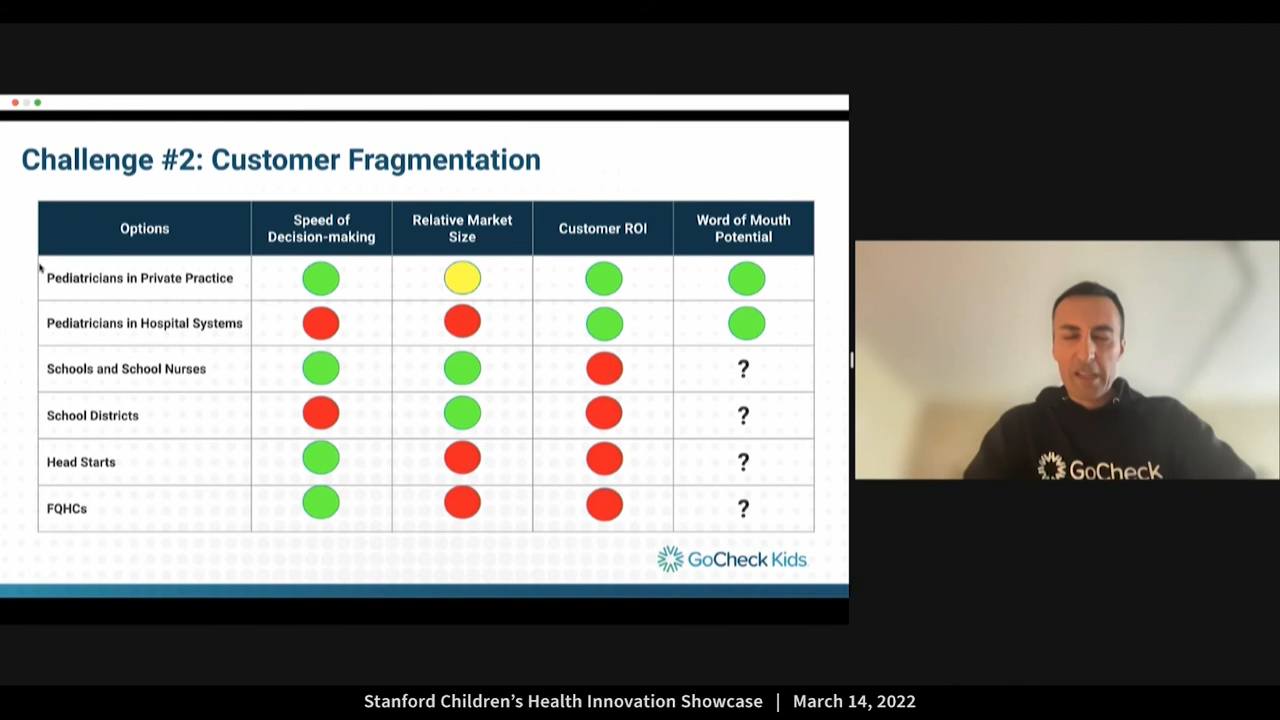 Challenge #2: Customer Fragmentation
Options
Speed of
Decision-making
Relative Market
Size
Customer ROI
Word of Mouth
Potential
Pediatricians in Private Practice
Pediatricians in Hospital Systems
Schools and School Nurses
?
School Districts
?
Head Starts
?
FQHCs
?
GoCheck Kids
GoCheck
Stanford Children’s Health Innovation Showcase | March 14, 2022